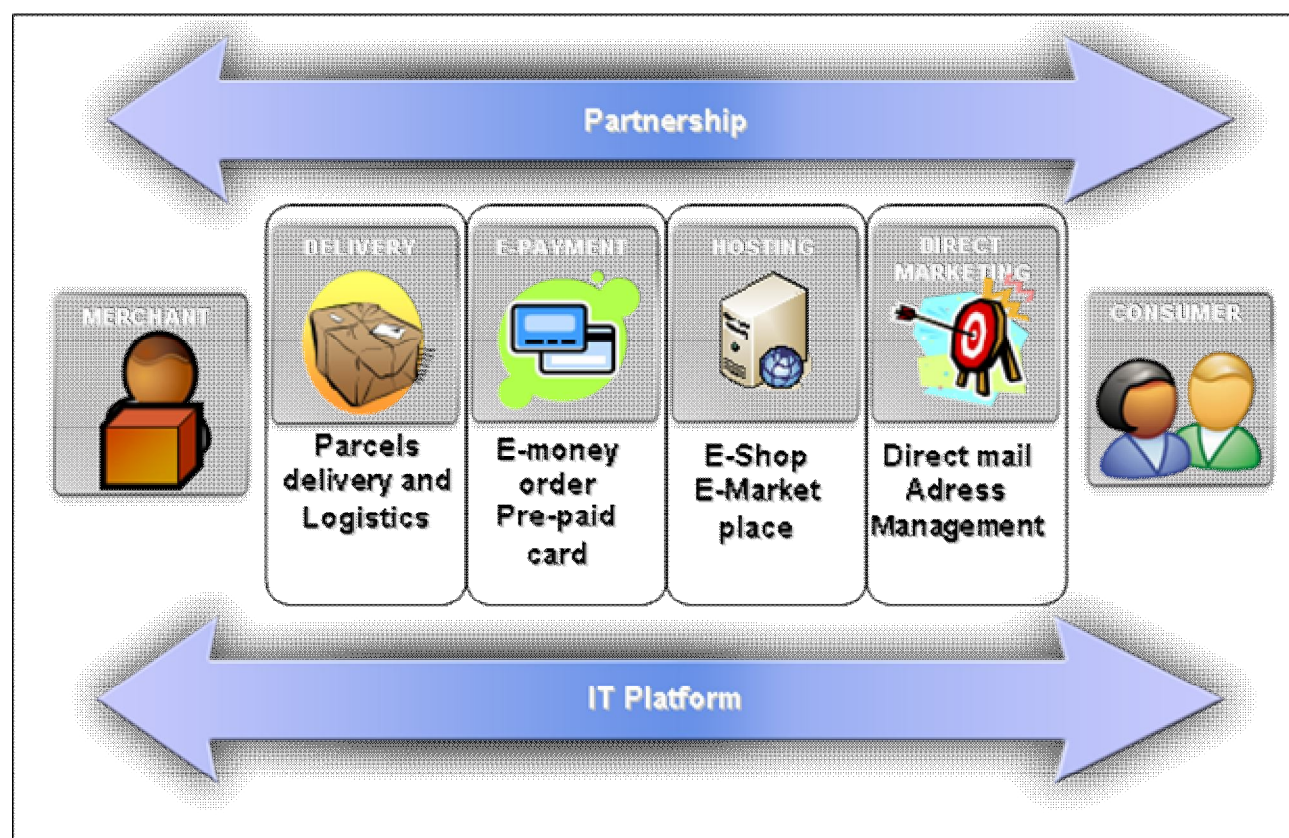 Partnership
MERCHANT
DELIVERY
Parcels
delivery and
Logistics
E-PAYMENT
E-money
order
Pre-paid
card
HOSTING
E-Shop
E-Market
place
DIRECT
MARKETING
Direct mail
Adress
Management
CONSUMER
IT Platform